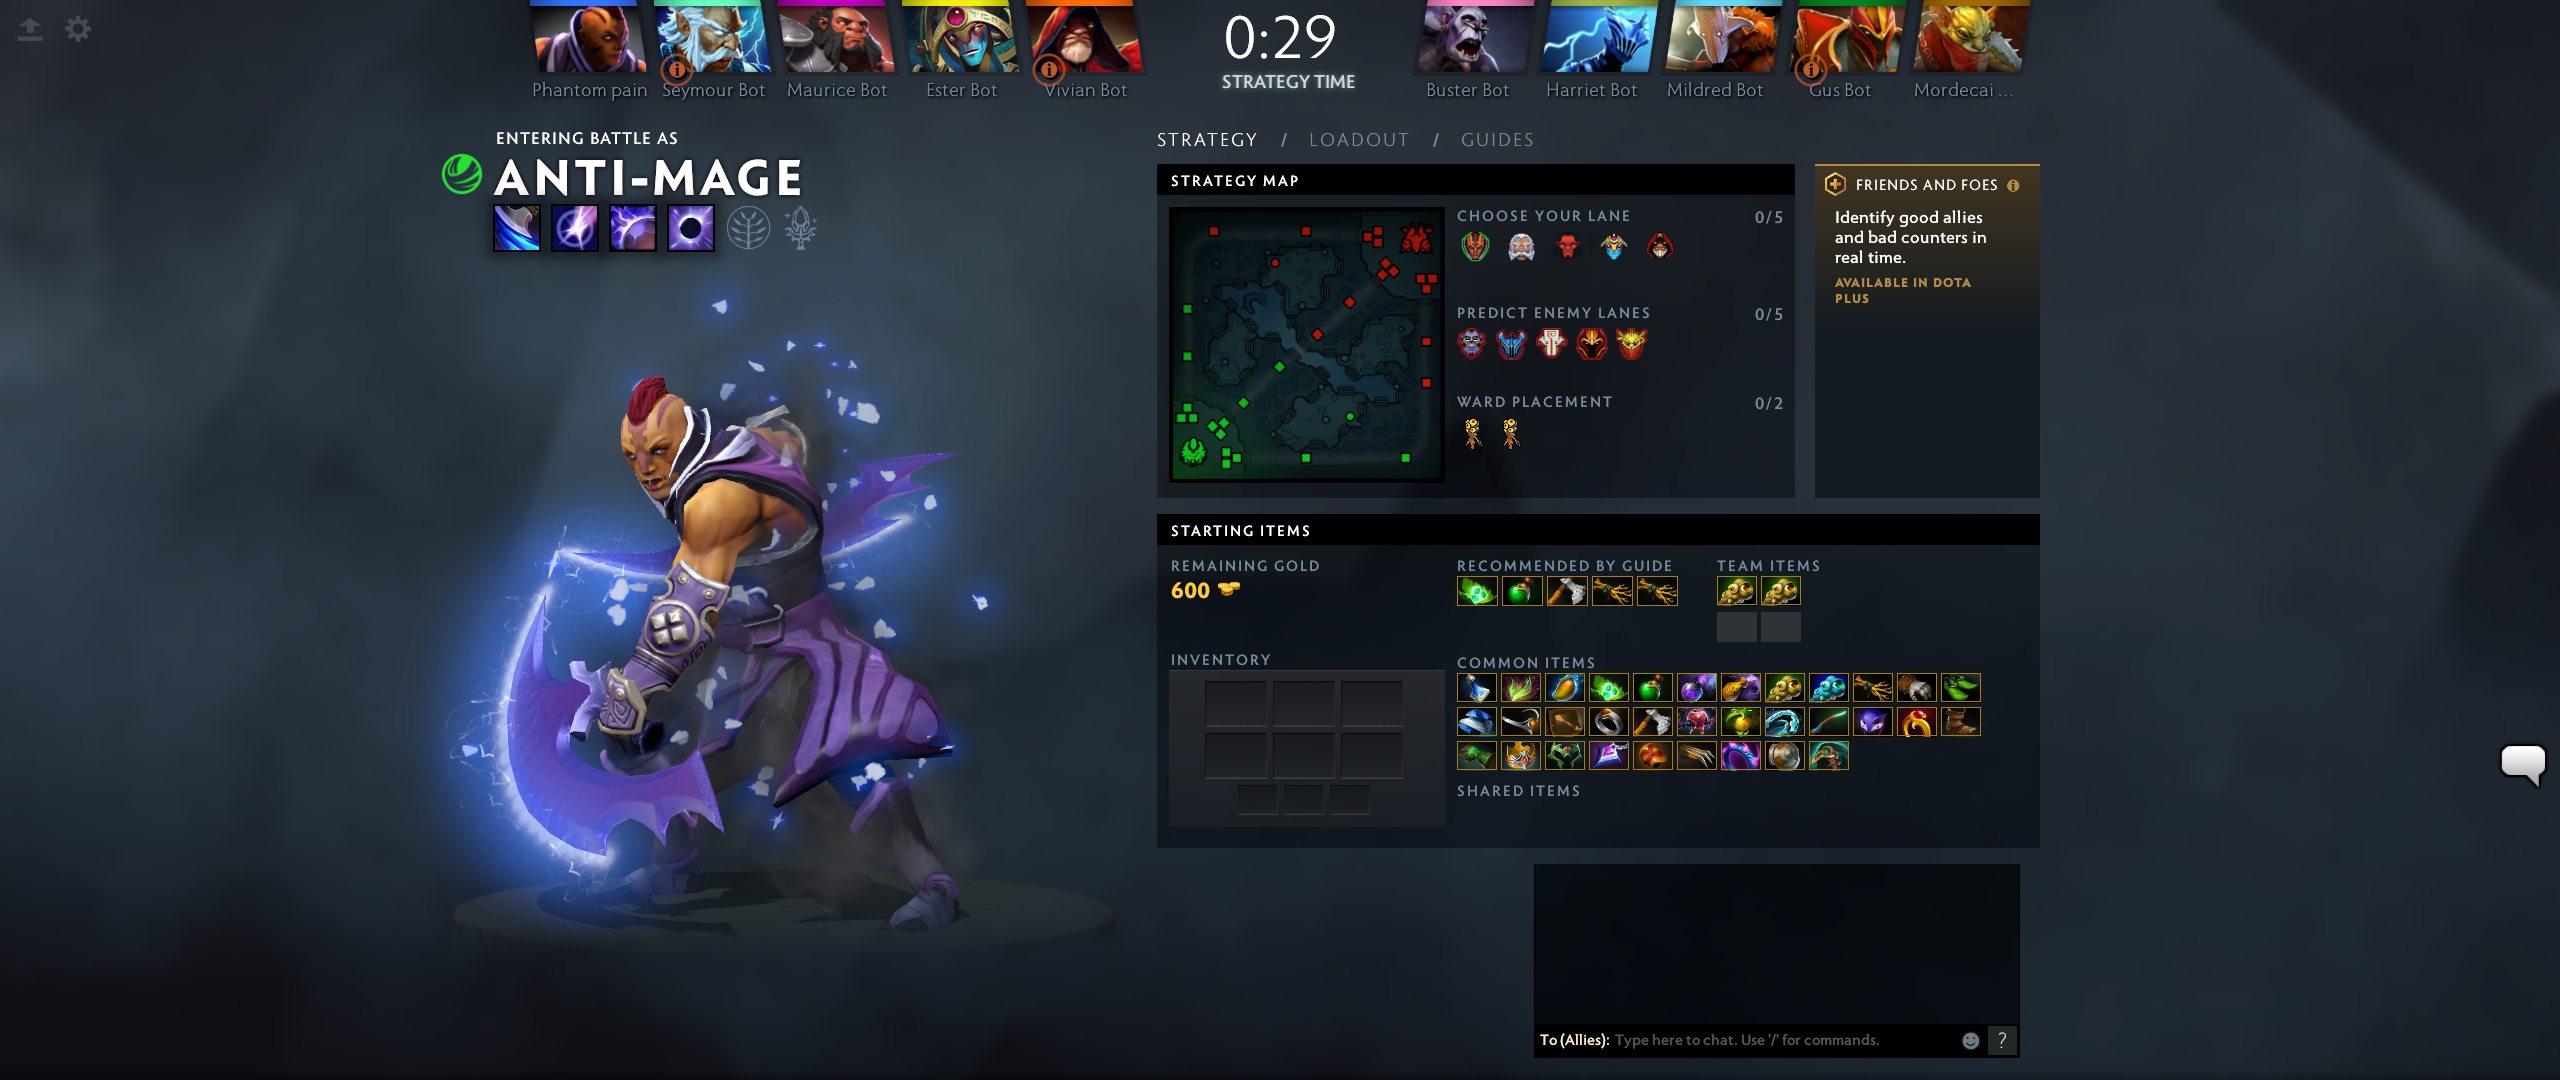 0:29
STRATEGY TIME
Phantom pain
Seymour Bot
Maurice Bot
Ester Bot
Vivian Bot
Buster Bot
Harriet Bot
Mildred Bot
Gus Bot
Mordecai ...
ENTERING BATTLE AS
ANTI-MAGE
STRATEGY / LOADOUT / GUIDES
STRATEGY MAP
CHOOSE YOUR LANE 0/5
PREDICT ENEMY LANES 0/5
WARD PLACEMENT 0/2
FRIENDS AND FOES
Identify good allies
and bad counters in
real time.
AVAILABLE IN DOTA
PLUS
STARTING ITEMS
REMAINING GOLD
600
RECOMMENDED BY GUIDE
TEAM ITEMS
INVENTORY
COMMON ITEMS
SHARED ITEMS
To (Allies): Type here to chat. Use '/' for commands.
?